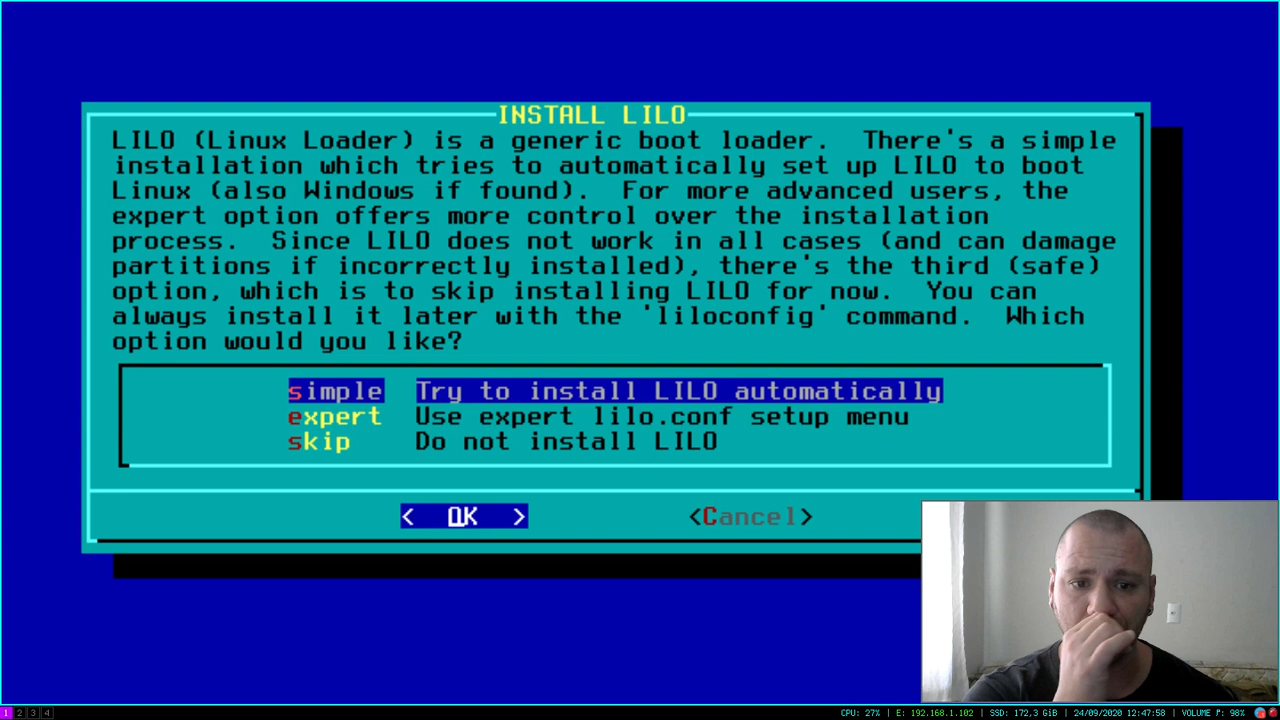 INSTALL LILO
LILO (Linux Loader) is a generic boot loader.  There's a simple
installation which tries to automatically set up LILO to boot
Linux (also Windows if found).  For more advanced users, the
expert option offers more control over the installation
process.  Since LILO does not work in all cases (and can damage
partitions if incorrectly installed), there's the third (safe)
option, which is to skip installing LILO for now.  You can
always install it later with the 'liloconfig' command.  Which
option would you like?
simple  Try to install LILO automatically
expert  Use expert lilo.conf setup menu
skip  Do not install LILO
<  OK  > <Cancel>
1 2 3 4 CPU: 27% | E: 192.168.1.102 | SSD: 172,3 GiB | 24/09/2020 12:47:58 | VOLUME P: 98%